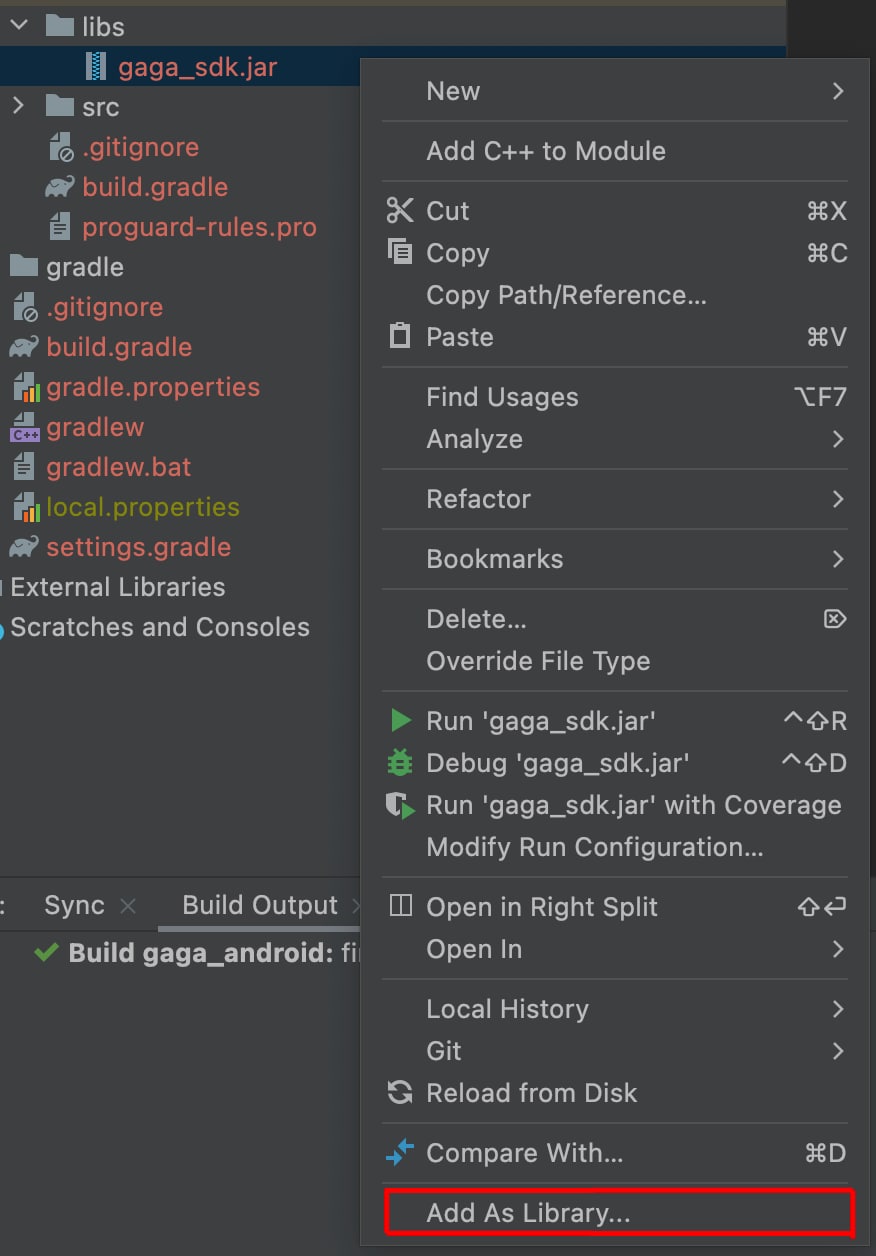 libs
gaga_sdk.jar
src
.gitignore
build.gradle
proguard-rules.pro
gradle
.gitignore
build.gradle
gradle.properties
C++ gradlew
gradlew.bat
local.properties
settings.gradle
External Libraries
Scratches and Consoles
: Sync Build Output
Build gaga_android:
New
Add C++ to Module
Cut ⌘X
Copy ⌘C
Copy Path/Reference...
Paste ⌘V
Find Usages ⌥F7
Analyze
Refactor
Bookmarks
Delete... ⌦
Override File Type
Run 'gaga_sdk.jar' ^⇧R
Debug 'gaga_sdk.jar' ^⇧D
Run 'gaga_sdk.jar' with Coverage
Modify Run Configuration...
Open in Right Split ⇧⏎
Open In
Local History
Git
Reload from Disk
Compare With... ⌘D
Add As Library...